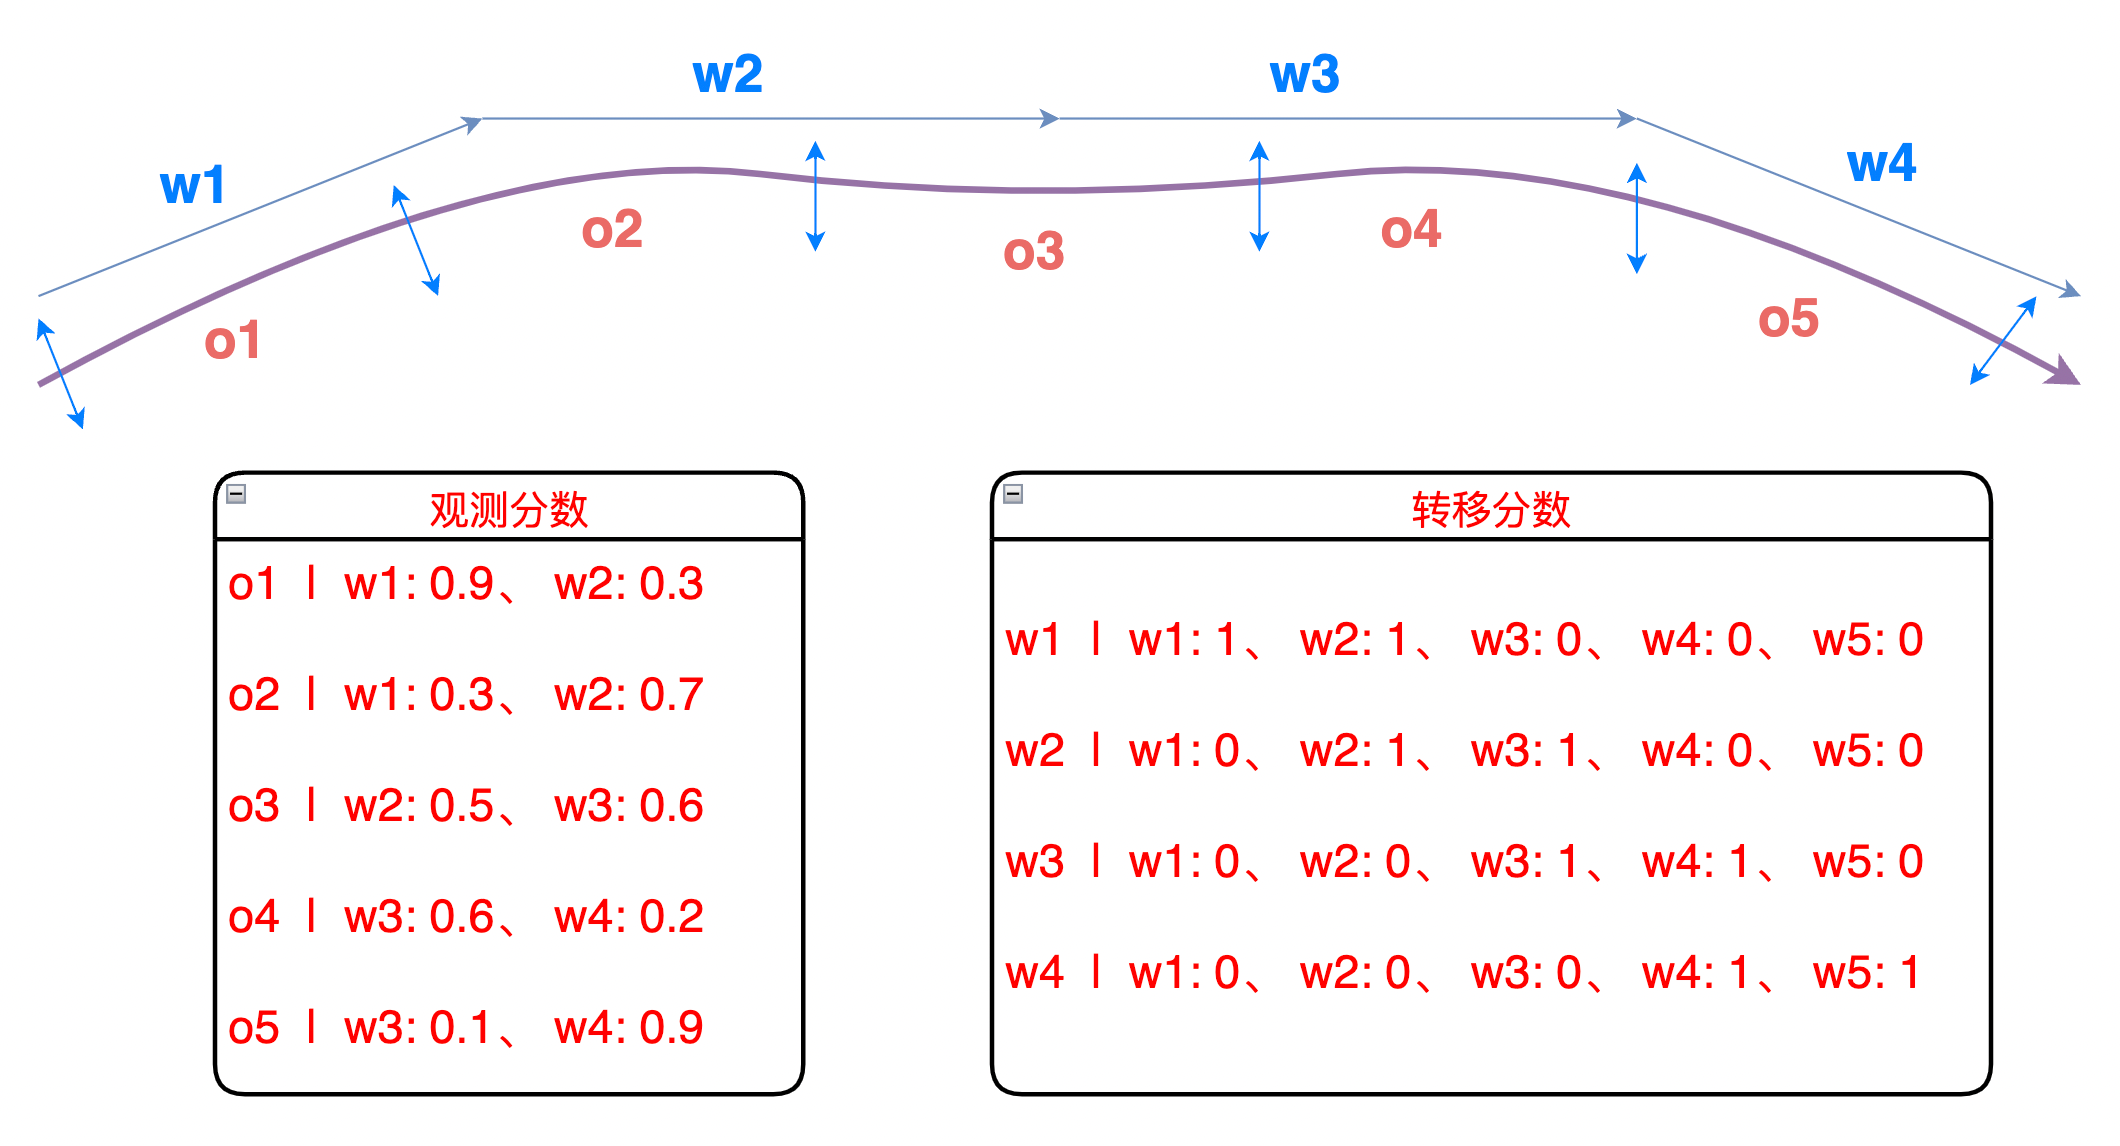 w2
w3
w1
w4
o2
o3
o4
o1
o5
观测分数
o1 | w1: 0.9、 w2: 0.3
o2 | w1: 0.3、 w2: 0.7
o3 | w2: 0.5、 w3: 0.6
o4 | w3: 0.6、 w4: 0.2
o5 | w3: 0.1、 w4: 0.9
转移分数
w1 | w1: 1、 w2: 1、 w3: 0、 w4: 0、 w5: 0
w2 | w1: 0、 w2: 1、 w3: 1、 w4: 0、 w5: 0
w3 | w1: 0、 w2: 0、 w3: 1、 w4: 1、 w5: 0
w4 | w1: 0、 w2: 0、 w3: 0、 w4: 1、 w5: 1